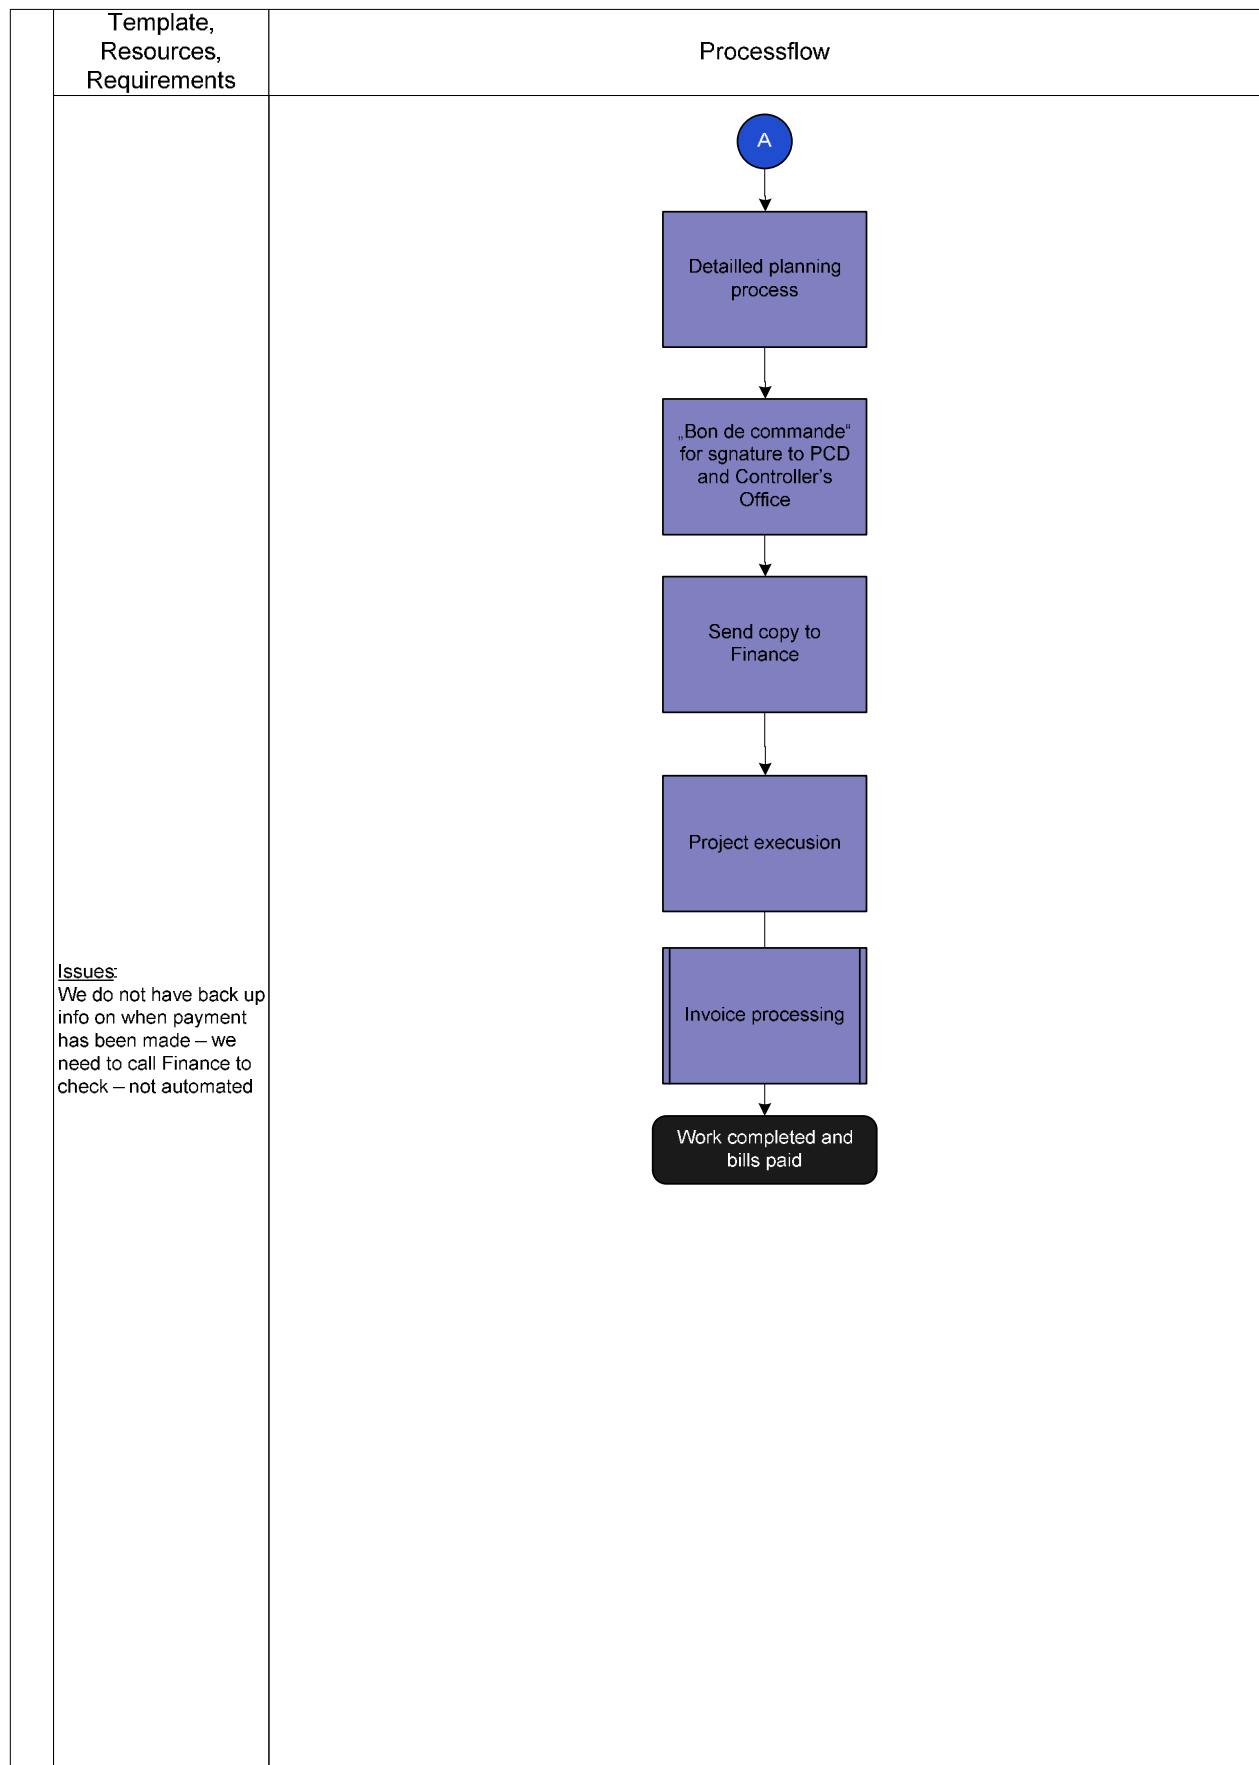 Template,
Resources,
Requirements
Processflow
A
Detailled planning
process
„Bon de commande“
for sgnature to PCD
and Controller’s
Office
Send copy to
Finance
Project execusion
Issues:
We do not have back up
info on when payment
has been made – we
need to call Finance to
check – not automated
Invoice processing
Work completed and
bills paid